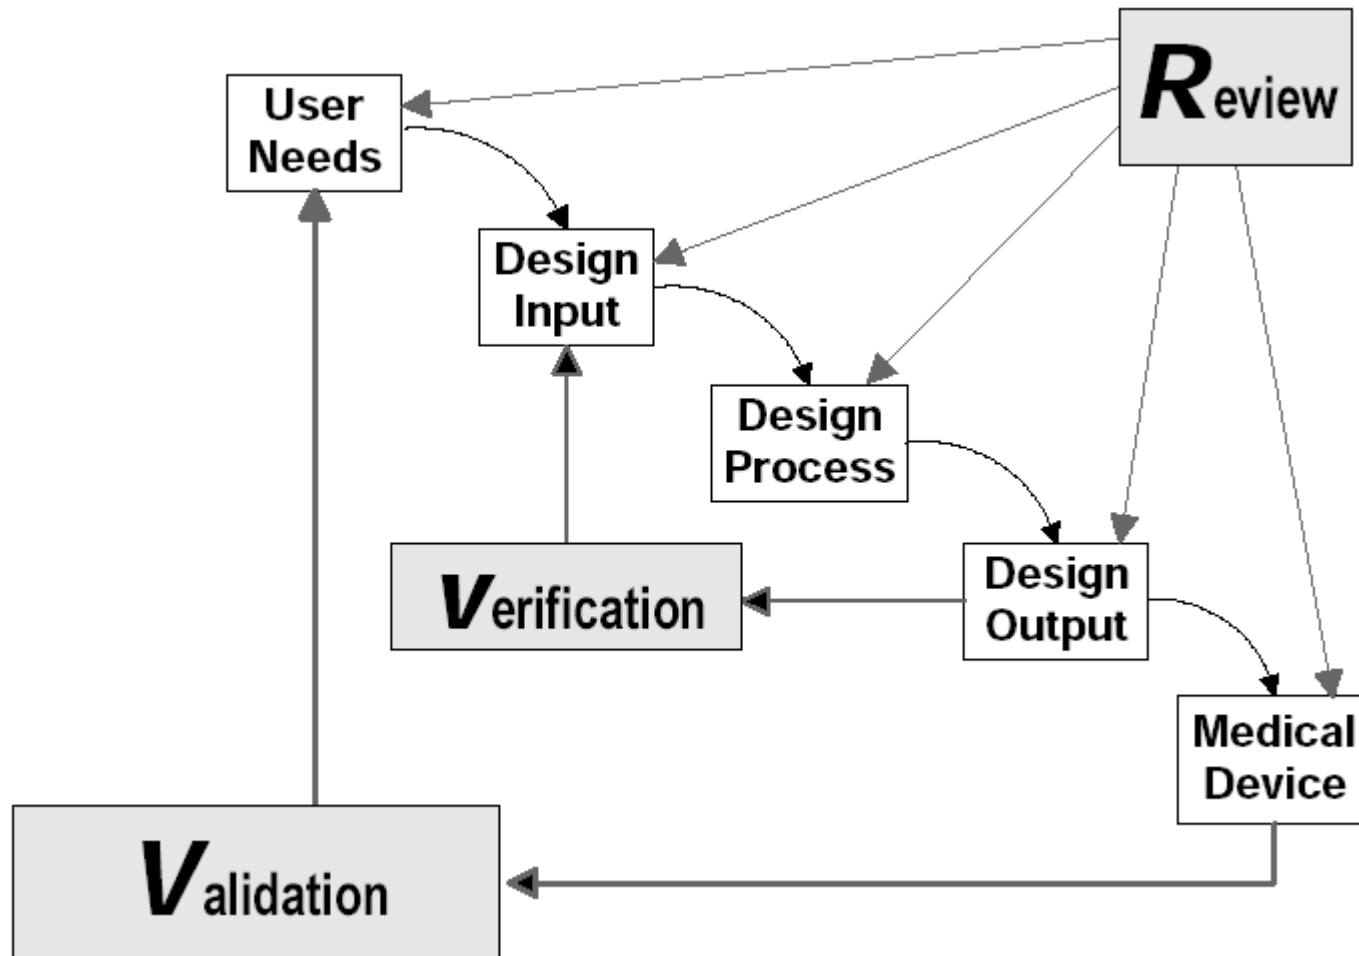 Review
User
Needs
Design
Input
Design
Process
Verification
Design
Output
Medical
Device
Validation